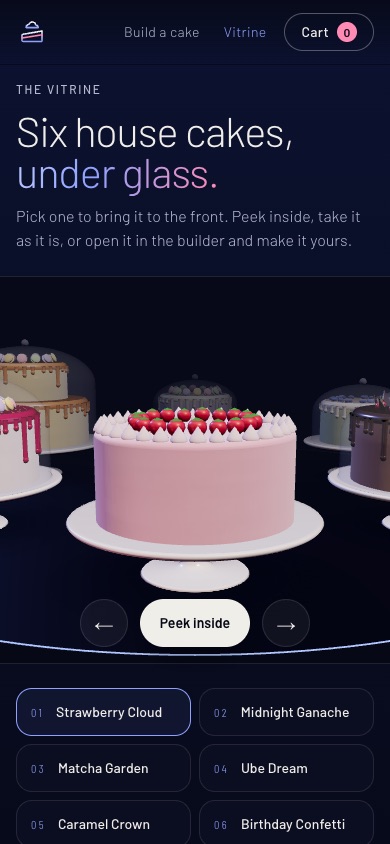 Build a cake
Vitrine
Cart 0
THE VITRINE
Six house cakes,
under glass.
Pick one to bring it to the front. Peek inside, take it
as it is, or open it in the builder and make it yours.
← Peek inside →
01 Strawberry Cloud
02 Midnight Ganache
03 Matcha Garden
04 Ube Dream
05 Caramel Crown
06 Birthday Confetti